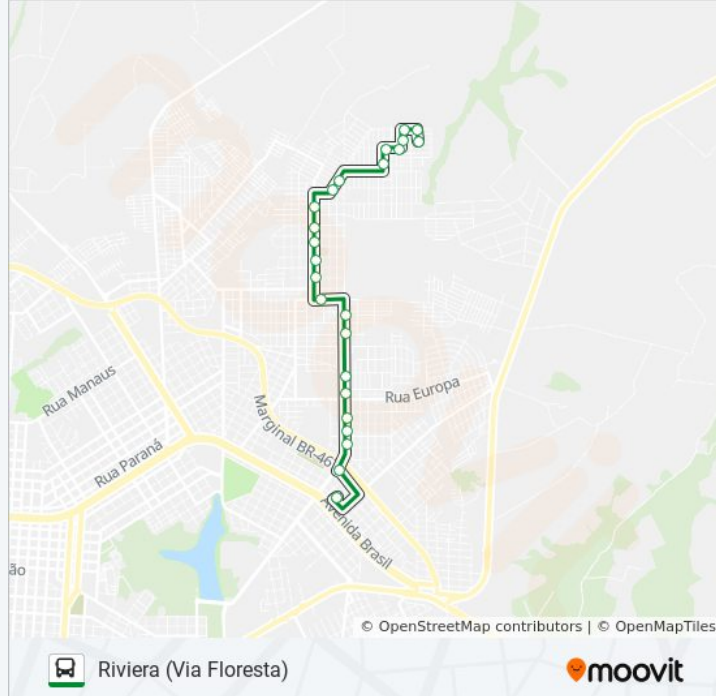 Rua Manaus
Rua Europa
Marginal BR-46
Rua Paraná
Avenida Brasil
ão
© OpenStreetMap contributors | © OpenMapTiles
Riviera (Via Floresta)
moovit